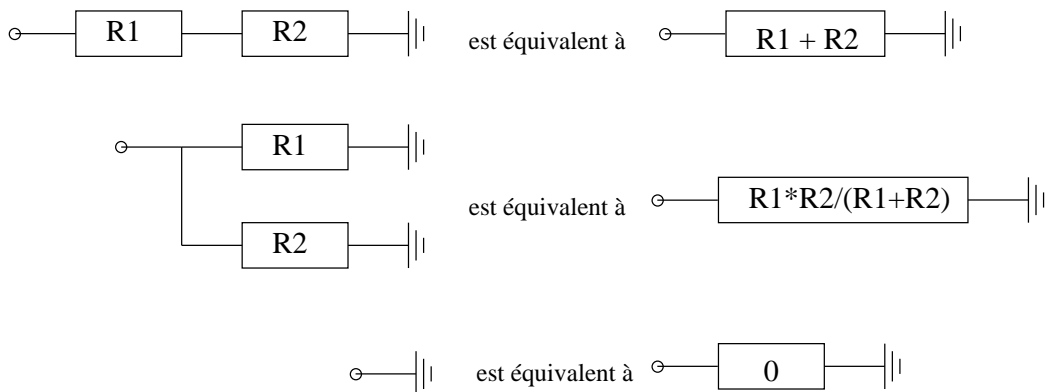 R1 R2 est équivalent à R1 + R2
R1
est équivalent à R1*R2/(R1+R2)
R2
est équivalent à 0